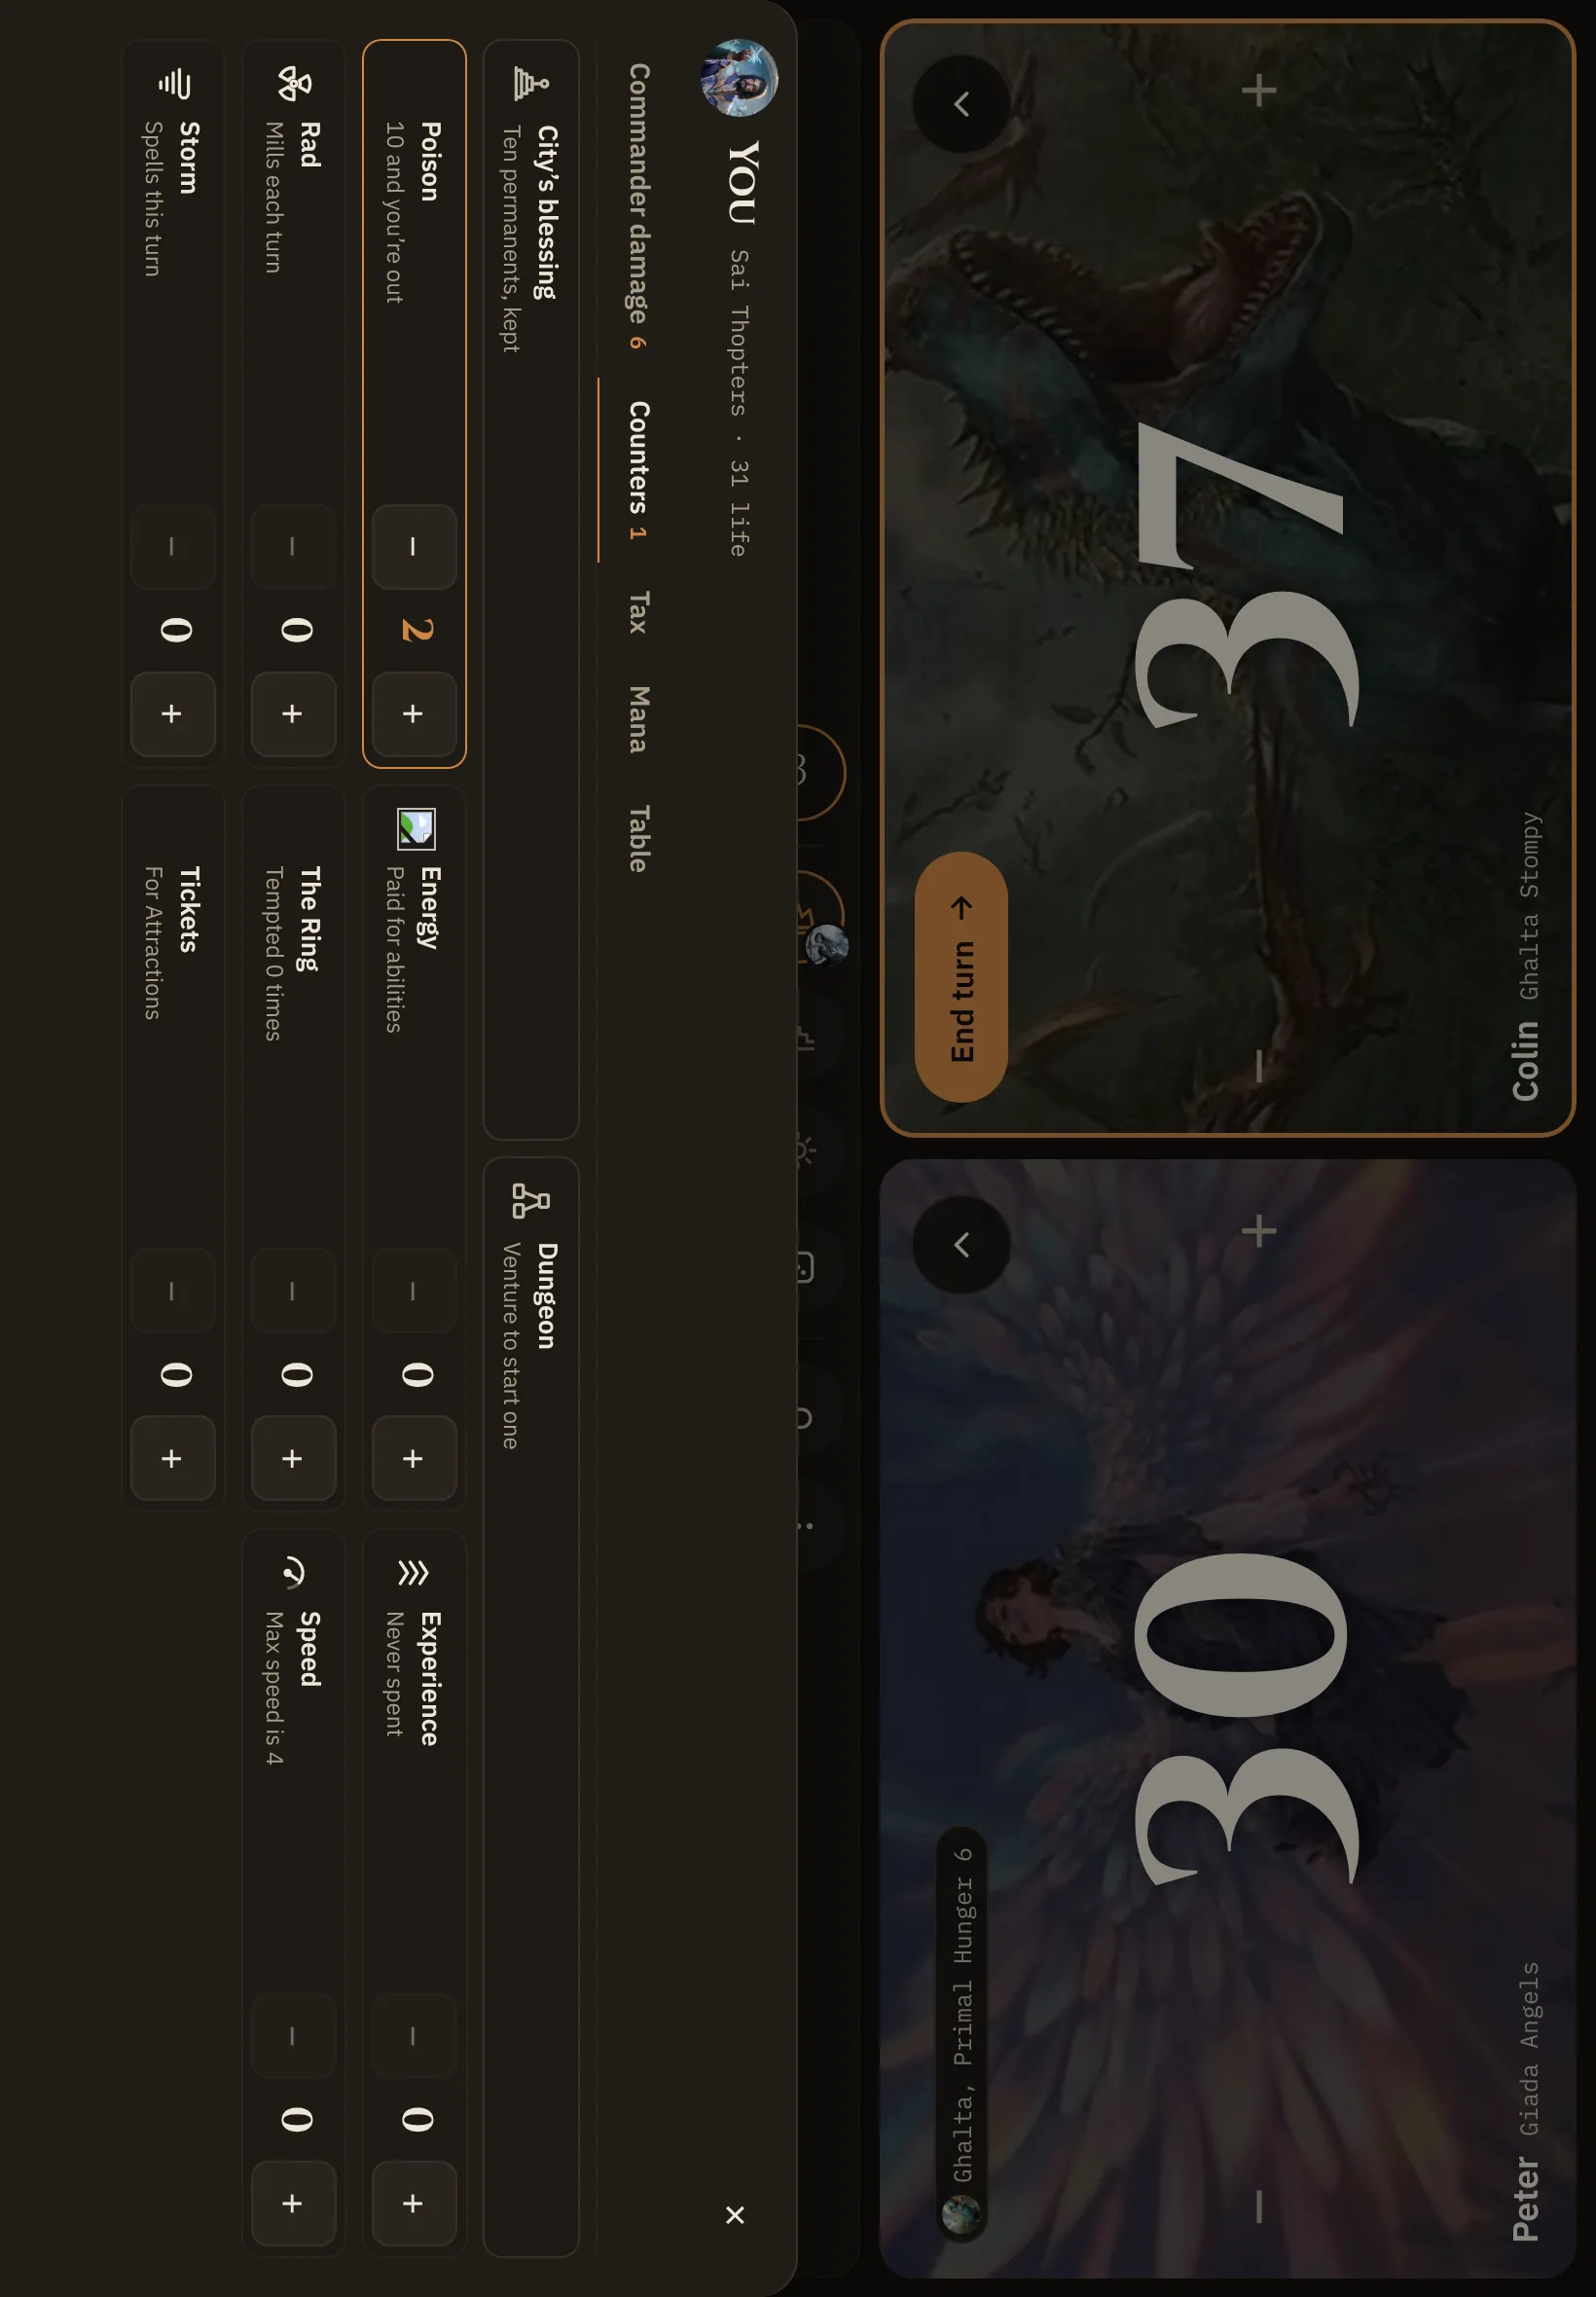 YOU Sai Thopters · 31 life
×
Commander damage 6 Counters 1 Tax Mana Table
City's blessing
Ten permanents, kept
Dungeon
Venture to start one
Poison
10 and you're out
− 2 +
Energy
Paid for abilities
− 0 +
Experience
Never spent
− 0 +
Rad
Mills each turn
− 0 +
The Ring
Tempted 0 times
− 0 +
Speed
Max speed is 4
− 0 +
Storm
Spells this turn
− 0 +
Tickets
For Attractions
− 0 +
Peter Giada Angels
− 30 +
Ghalta, Primal Hunger 6
Colin Ghalta Stompy
− 37 +
End turn →